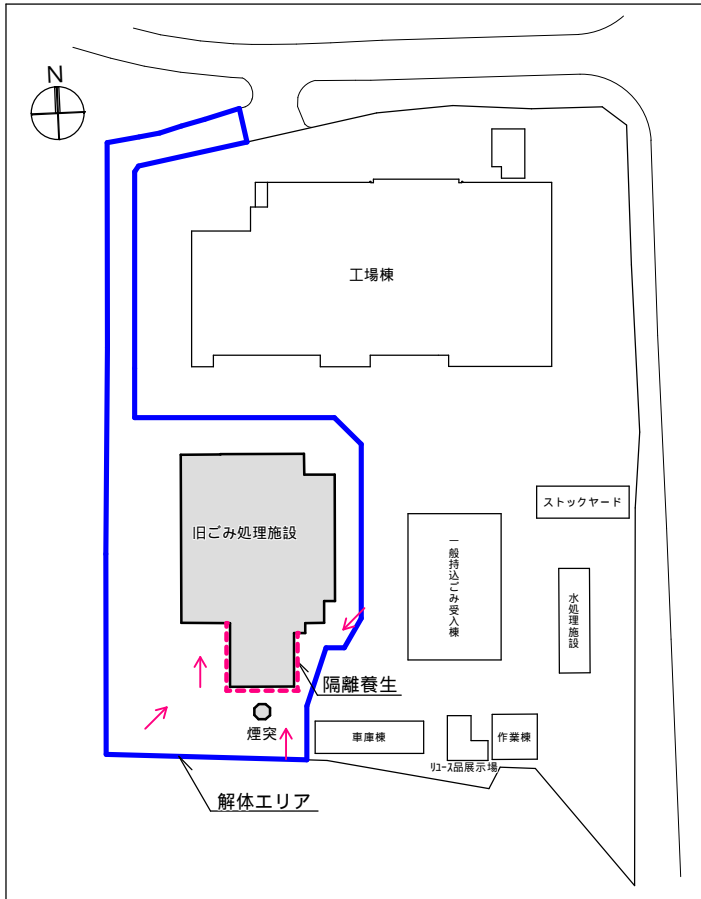 N
工場棟
ストックヤード
旧ごみ処理施設
一般持込ごみ受入棟
水処理施設
隔離養生
煙突
車庫棟
作業棟
ﾘﾕｰｽ品展示場
解体エリア